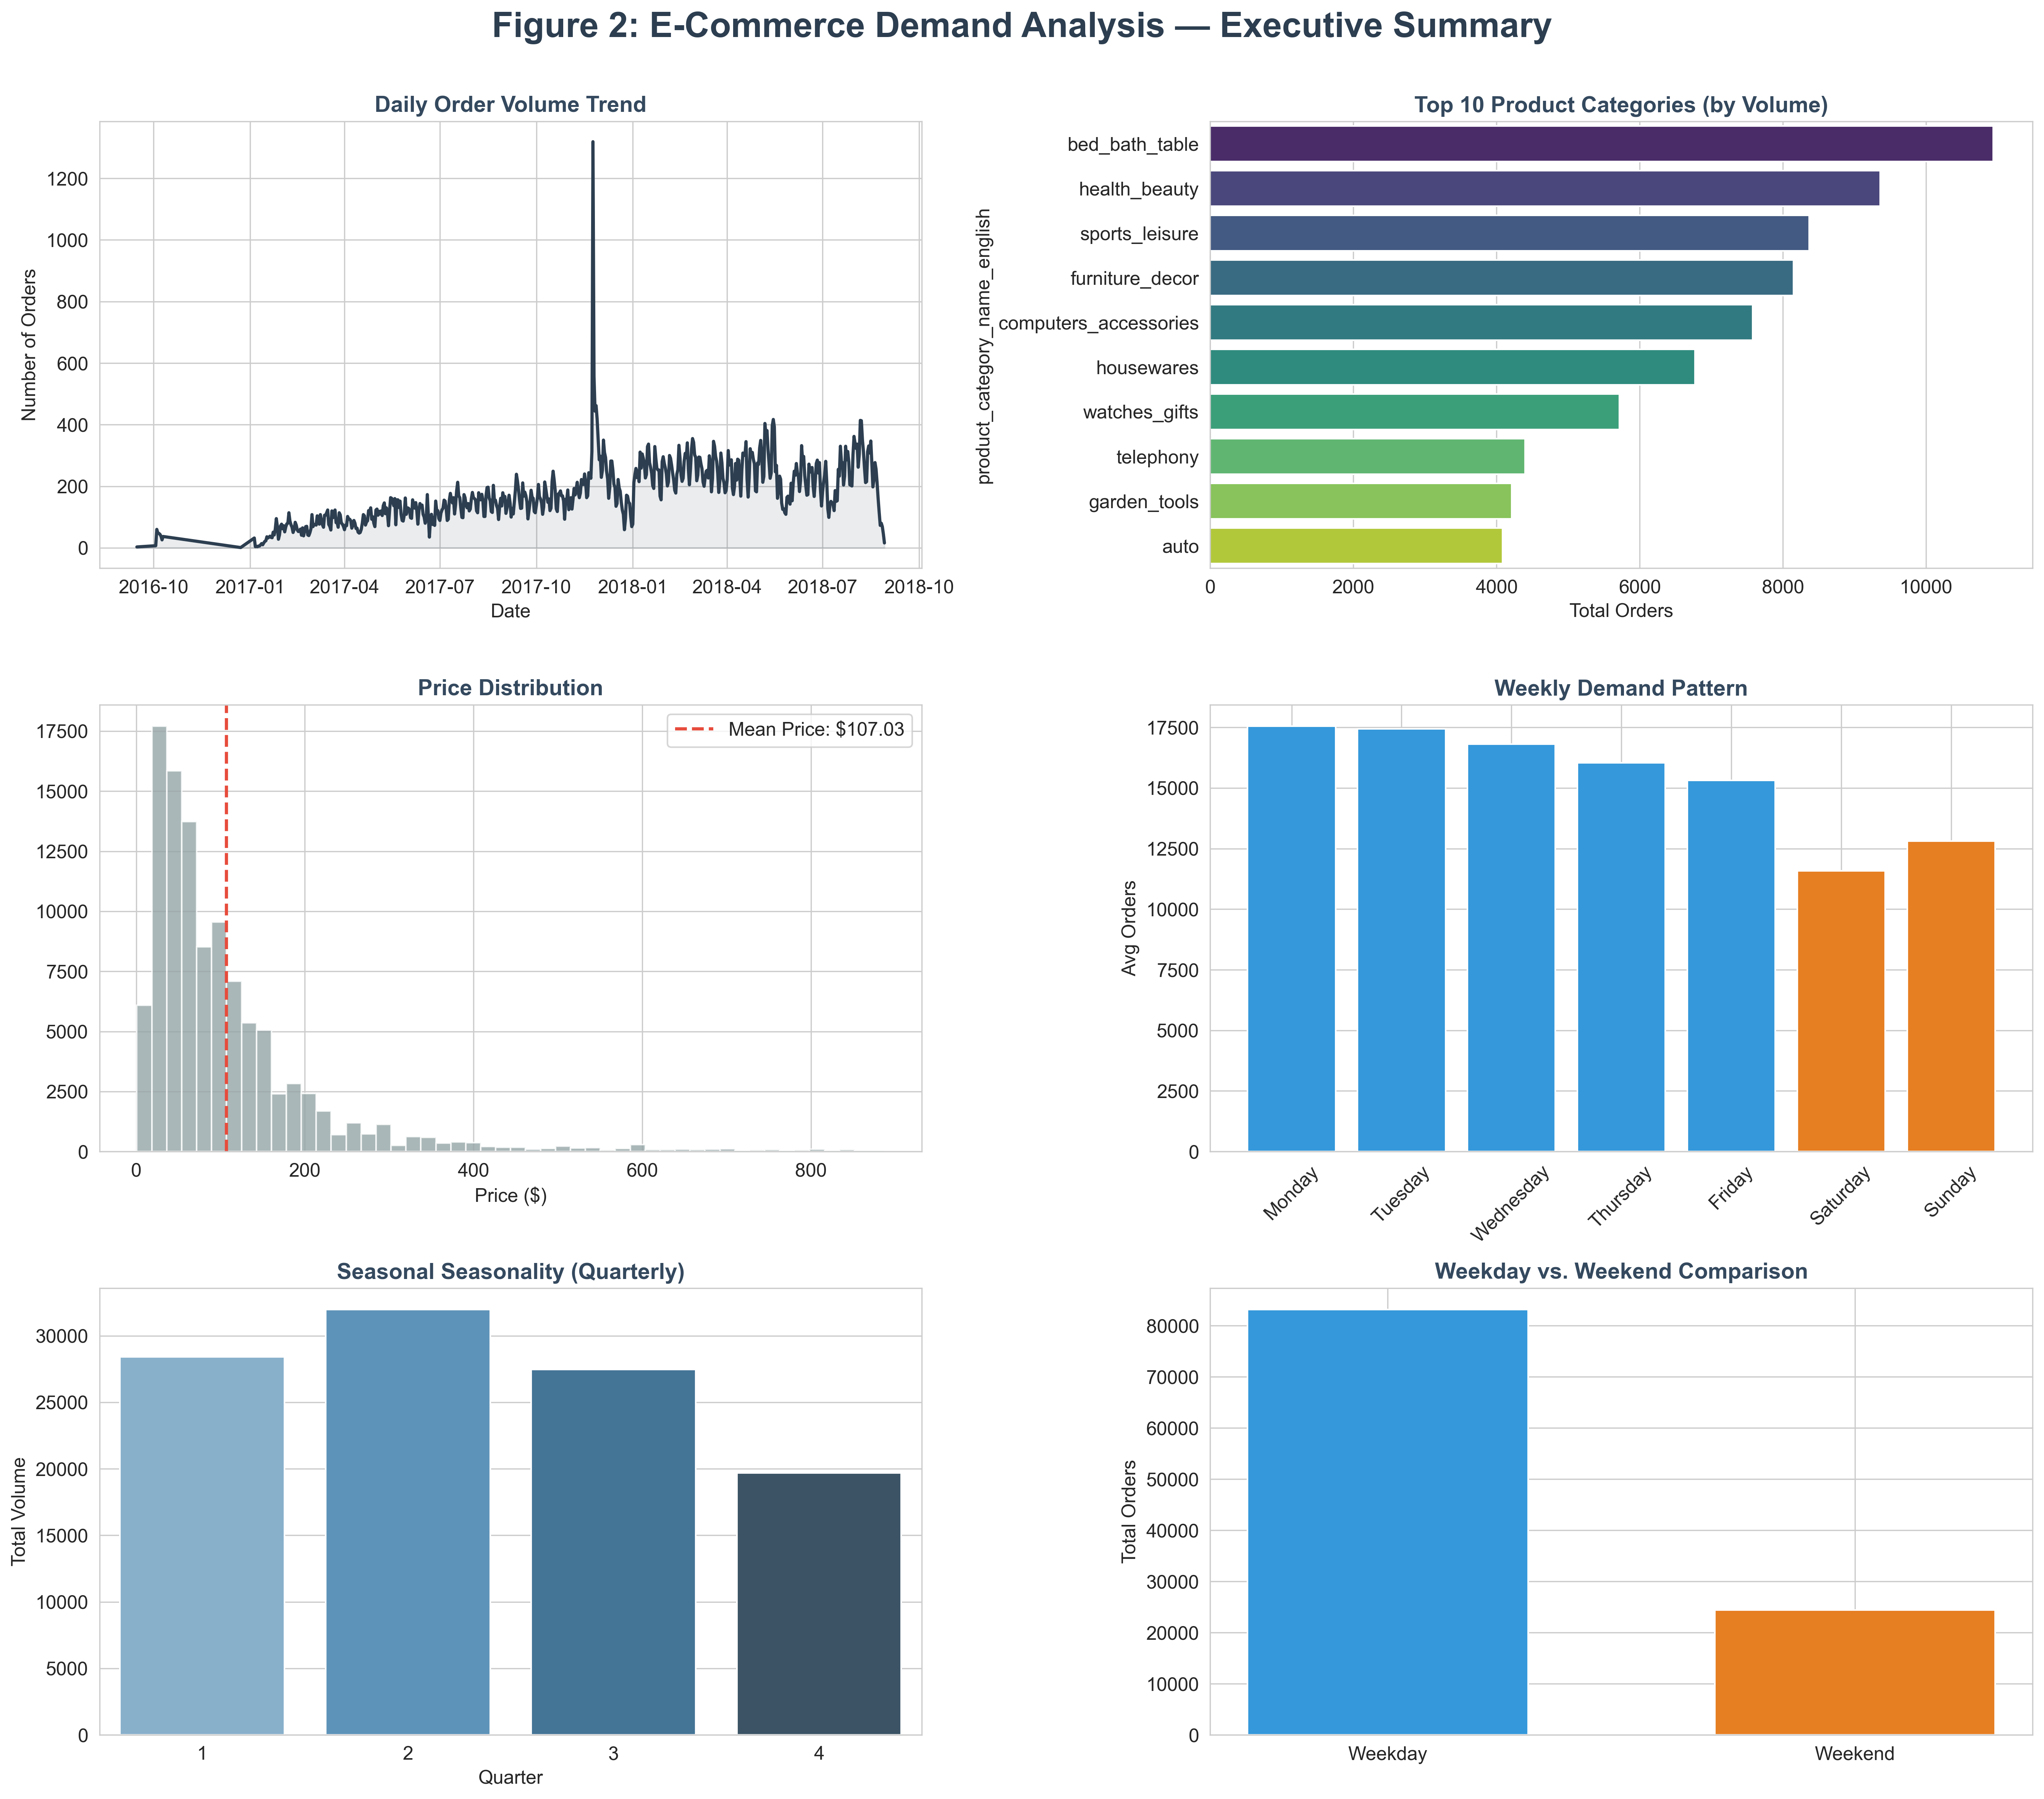 Figure 2: E-Commerce Demand Analysis — Executive Summary
Daily Order Volume Trend
Number of Orders
1200
1000
800
600
400
200
0
2016-10 2017-01 2017-04 2017-07 2017-10 2018-01 2018-04 2018-07 2018-10
Date
Top 10 Product Categories (by Volume)
product_category_name_english
bed_bath_table
health_beauty
sports_leisure
furniture_decor
computers_accessories
housewares
watches_gifts
telephony
garden_tools
auto
0 2000 4000 6000 8000 10000
Total Orders
Price Distribution
Mean Price: $107.03
17500
15000
12500
10000
7500
5000
2500
0
0 200 400 600 800
Price ($)
Weekly Demand Pattern
Avg Orders
17500
15000
12500
10000
7500
5000
2500
0
Monday Tuesday Wednesday Thursday Friday Saturday Sunday
Seasonal Seasonality (Quarterly)
Total Volume
30000
25000
20000
15000
10000
5000
0
1 2 3 4
Quarter
Weekday vs. Weekend Comparison
Total Orders
80000
70000
60000
50000
40000
30000
20000
10000
0
Weekday Weekend